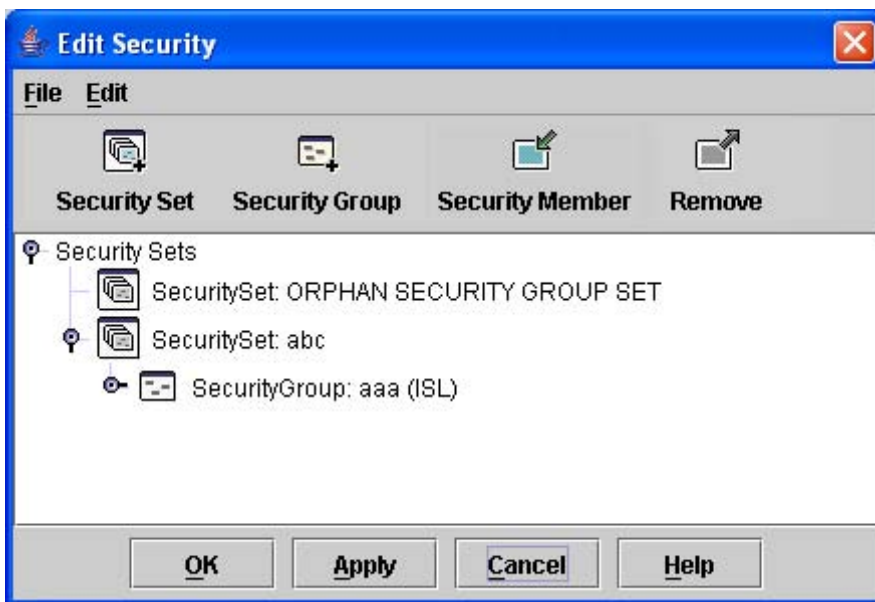 Edit Security
File Edit
Security Set Security Group Security Member Remove
Security Sets
SecuritySet: ORPHAN SECURITY GROUP SET
SecuritySet: abc
SecurityGroup: aaa (ISL)
OK Apply Cancel Help